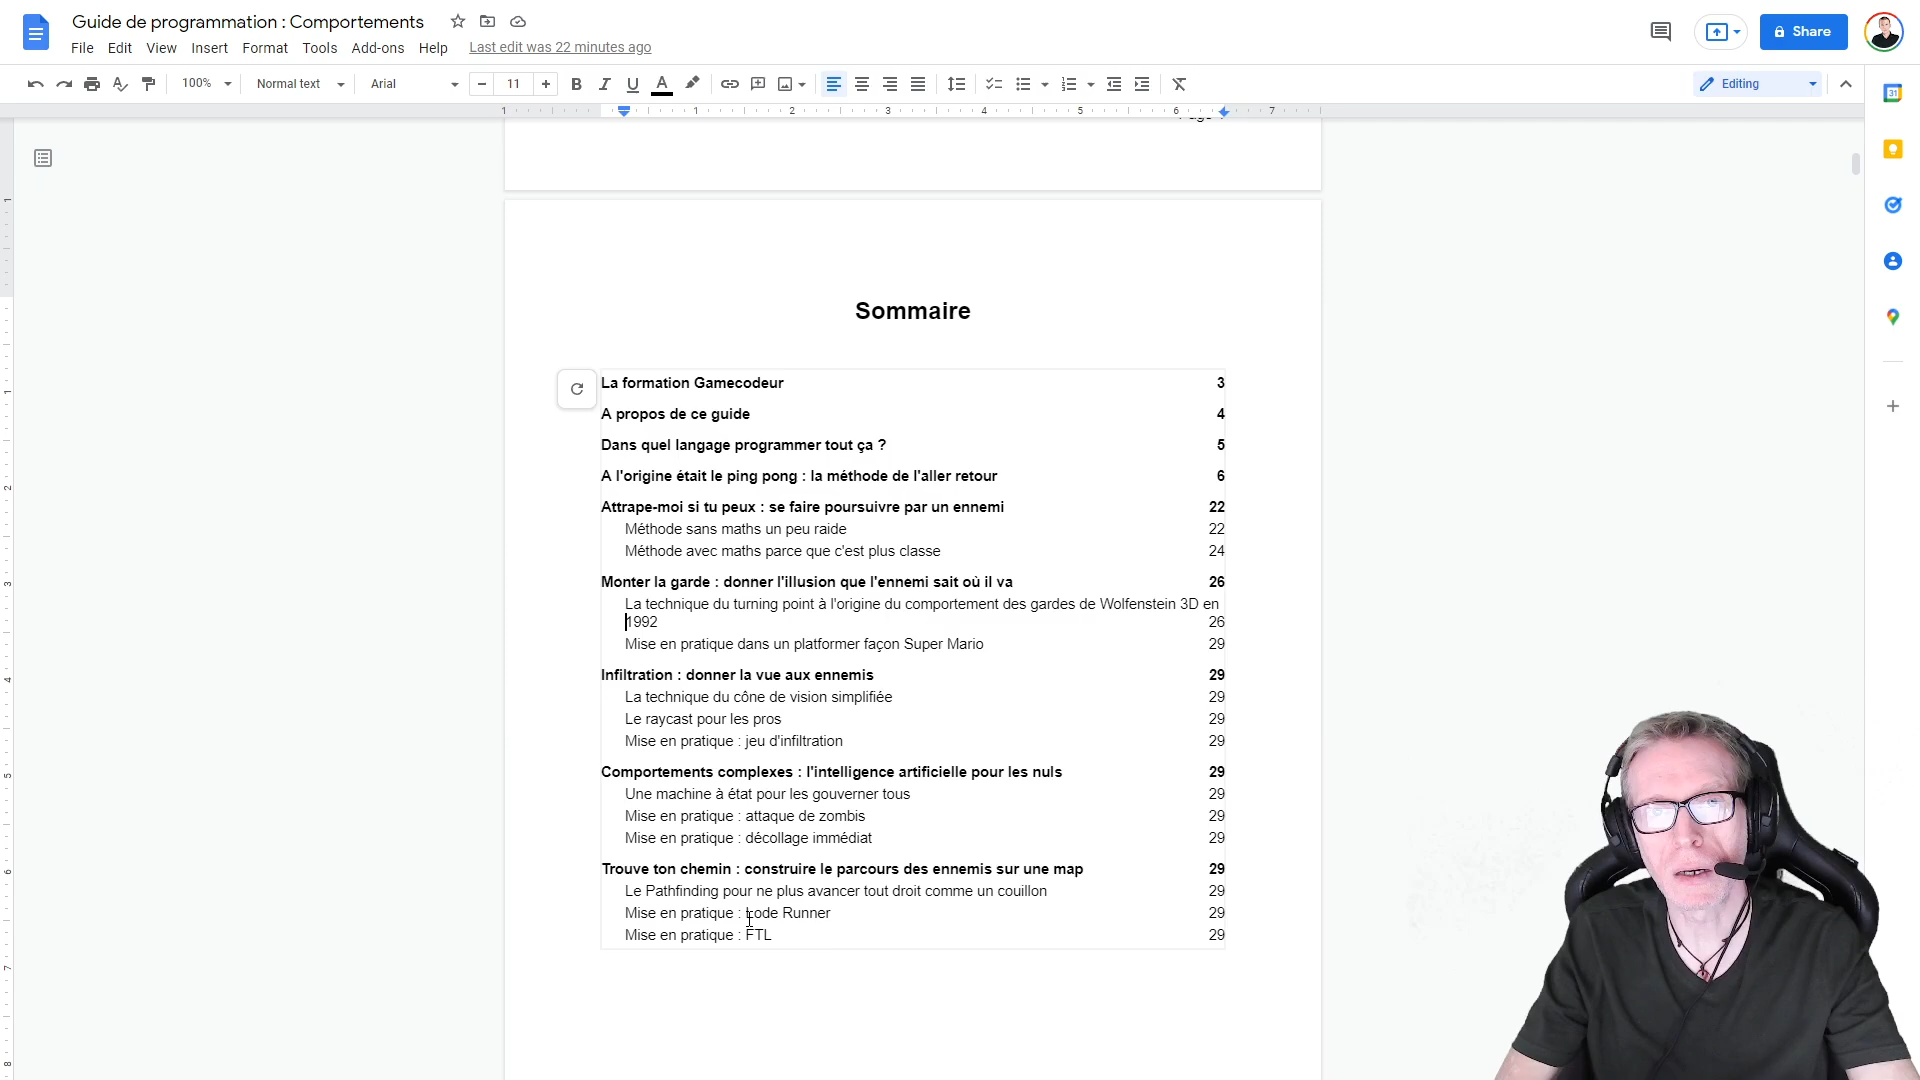 Guide de programmation : Comportements
File Edit View Insert Format Tools Add-ons Help Last edit was 22 minutes ago
Share
100% Normal text Arial 11 Editing
1 1 2 3 4 5 6 7
Sommaire
La formation Gamecodeur 3
A propos de ce guide 4
Dans quel langage programmer tout ça ? 5
A l'origine était le ping pong : la méthode de l'aller retour 6
Attrape-moi si tu peux : se faire poursuivre par un ennemi 22
Méthode sans maths un peu raide 22
Méthode avec maths parce que c'est plus classe 24
Monter la garde : donner l'illusion que l'ennemi sait où il va 26
La technique du turning point à l'origine du comportement des gardes de Wolfenstein 3D en
1992 26
Mise en pratique dans un platformer façon Super Mario 29
Infiltration : donner la vue aux ennemis 29
La technique du cône de vision simplifiée 29
Le raycast pour les pros 29
Mise en pratique : jeu d'infiltration 29
Comportements complexes : l'intelligence artificielle pour les nuls 29
Une machine à état pour les gouverner tous 29
Mise en pratique : attaque de zombis 29
Mise en pratique : décollage immédiat 29
Trouve ton chemin : construire le parcours des ennemis sur une map 29
Le Pathfinding pour ne plus avancer tout droit comme un couillon 29
Mise en pratique : Lode Runner 29
Mise en pratique : FTL 29